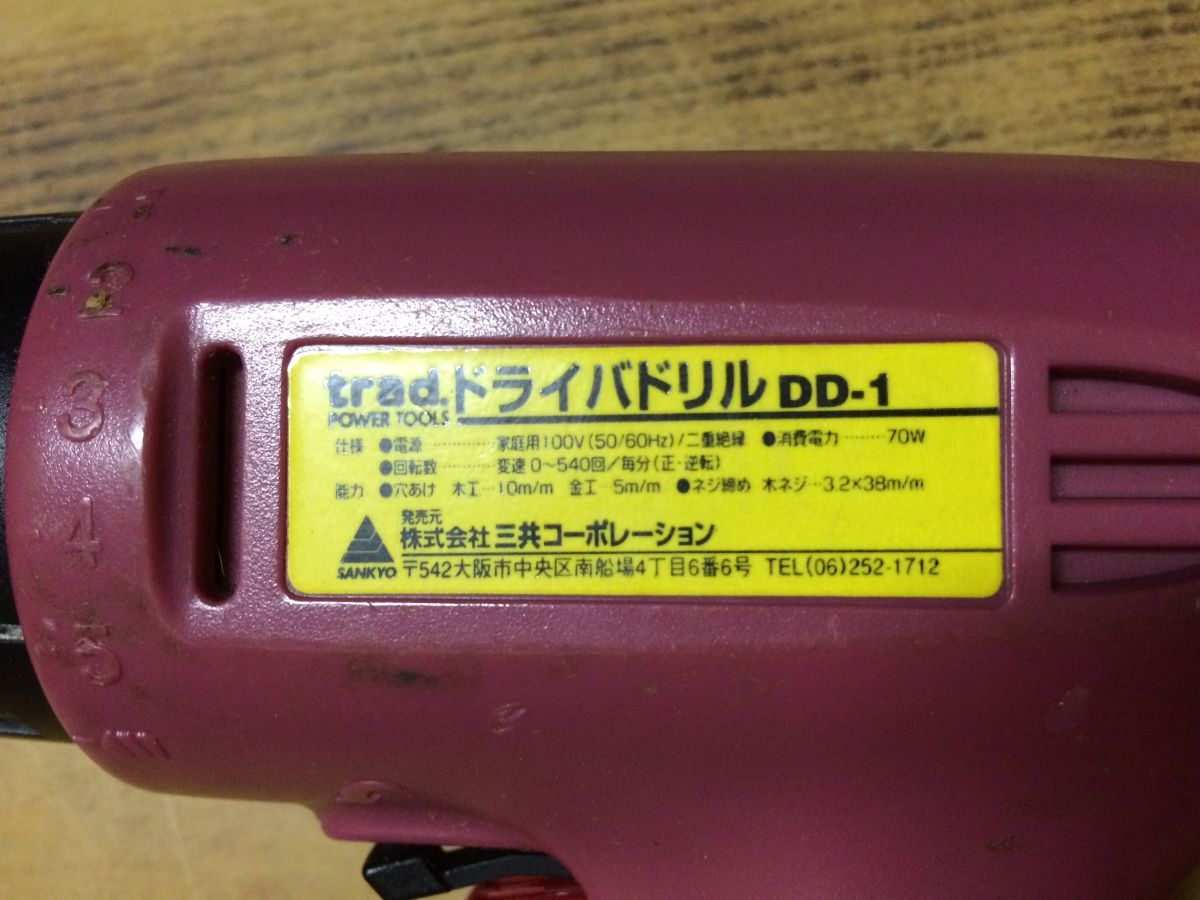 trad.ドライバドリル DD-1
POWER TOOLS
仕様 ●電源………… 家庭用100V(50/60Hz)/二重絶縁 ●消費電力……… 70W
●回転数……… 変速 0〜540回/毎分(正・逆転)
能力 ●穴あけ 木工…10m/m 金工…5m/m ●ネジ締め 木ネジ…3.2×38m/m
発売元
株式会社 三共コーポレーション
SANKYO 〒542大阪市中央区南船場4丁目6番6号 TEL(06)252-1712
2
3
4
5